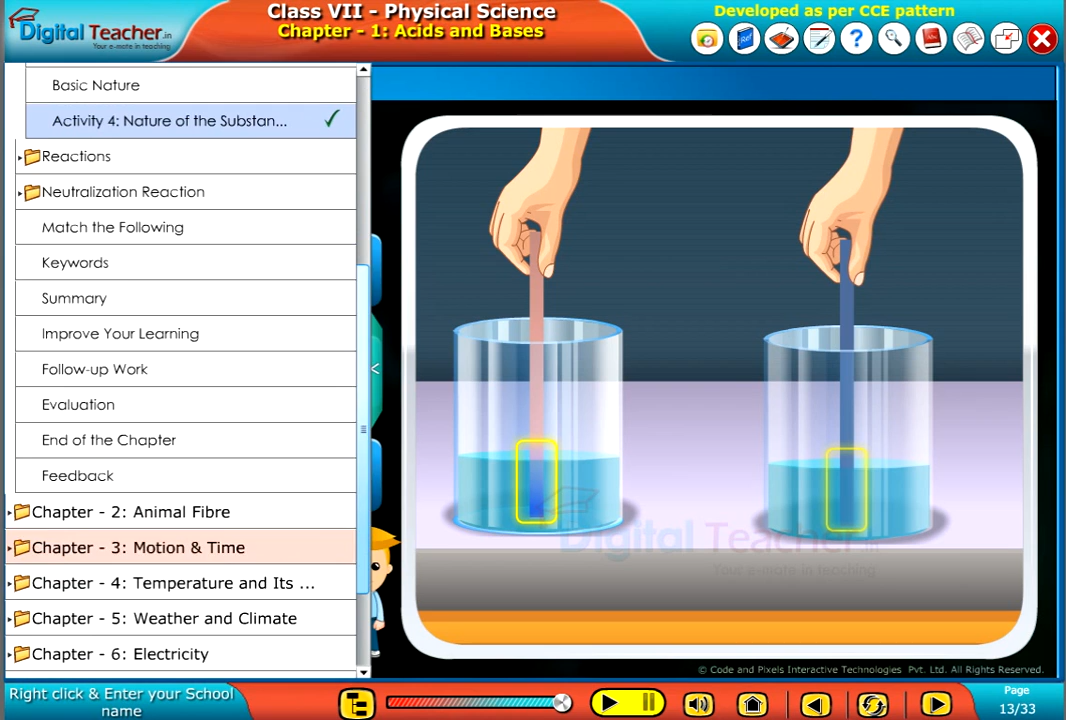 Digital Teacher.in
Your e-mate in teaching
Class VII - Physical Science
Chapter - 1: Acids and Bases
Developed as per CCE pattern
iRef
?
Basic Nature
Activity 4: Nature of the Substan...
Reactions
Neutralization Reaction
Match the Following
Keywords
Summary
Improve Your Learning
Follow-up Work
Evaluation
End of the Chapter
Feedback
Chapter - 2: Animal Fibre
Chapter - 3: Motion & Time
Chapter - 4: Temperature and Its ...
Chapter - 5: Weather and Climate
Chapter - 6: Electricity
<
Digital Teacher.in
Your e-mate in teaching
© Code and Pixels Interactive Technologies Pvt. Ltd. All Rights Reserved.
Right click & Enter your School
name
Page
13/33